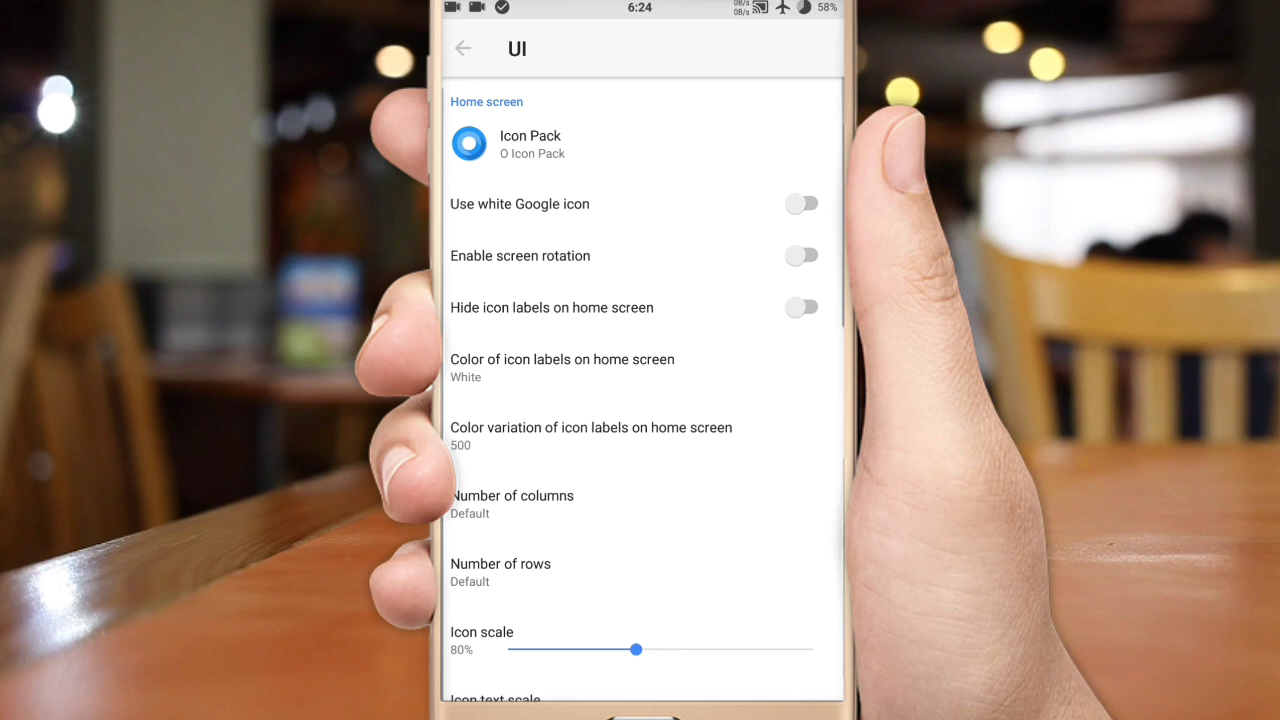 6:24
0B/s
0B/s
58%
UI
Home screen
Icon Pack
O Icon Pack
Use white Google icon
Enable screen rotation
Hide icon labels on home screen
Color of icon labels on home screen
White
Color variation of icon labels on home screen
500
Number of columns
Default
Number of rows
Default
Icon scale
80%
Icon text scale